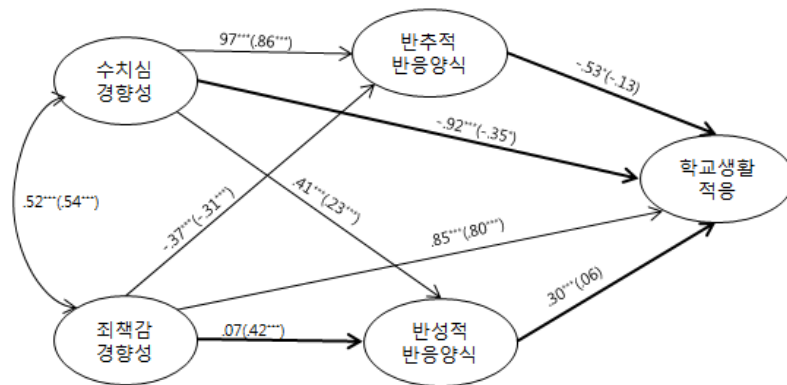 97***(.86***)
반추적
반응양식
수치심
경향성
-.53*(-.13)
-.92***(-.35*)
학교생활
적응
.52***(.54***)
-.37***(-.31***)
.41***(.23***)
.85***(.80***)
.30***(.06)
죄책감
경향성
.07(.42***)
반성적
반응양식